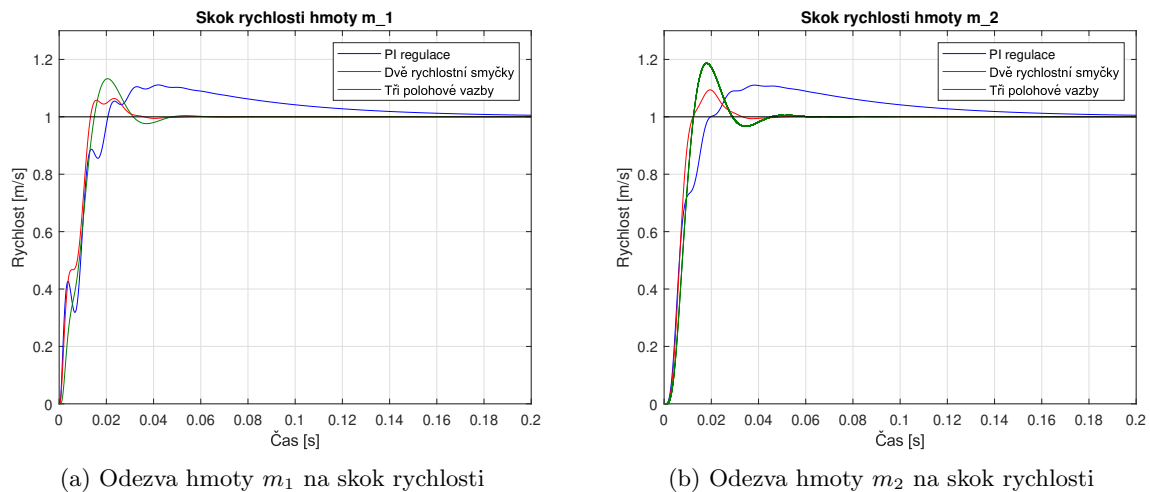 Skok rychlosti hmoty m_1
PI regulace
Dvě rychlostní smyčky
Tři polohové vazby
1.2
1
0.8
0.6
0.4
0.2
0
Rychlost [m/s]
0 0.02 0.04 0.06 0.08 0.1 0.12 0.14 0.16 0.18 0.2
Čas [s]
(a) Odezva hmoty m₁ na skok rychlosti
Skok rychlosti hmoty m_2
PI regulace
Dvě rychlostní smyčky
Tři polohové vazby
1.2
1
0.8
0.6
0.4
0.2
0
Rychlost [m/s]
0 0.02 0.04 0.06 0.08 0.1 0.12 0.14 0.16 0.18 0.2
Čas [s]
(b) Odezva hmoty m₂ na skok rychlosti